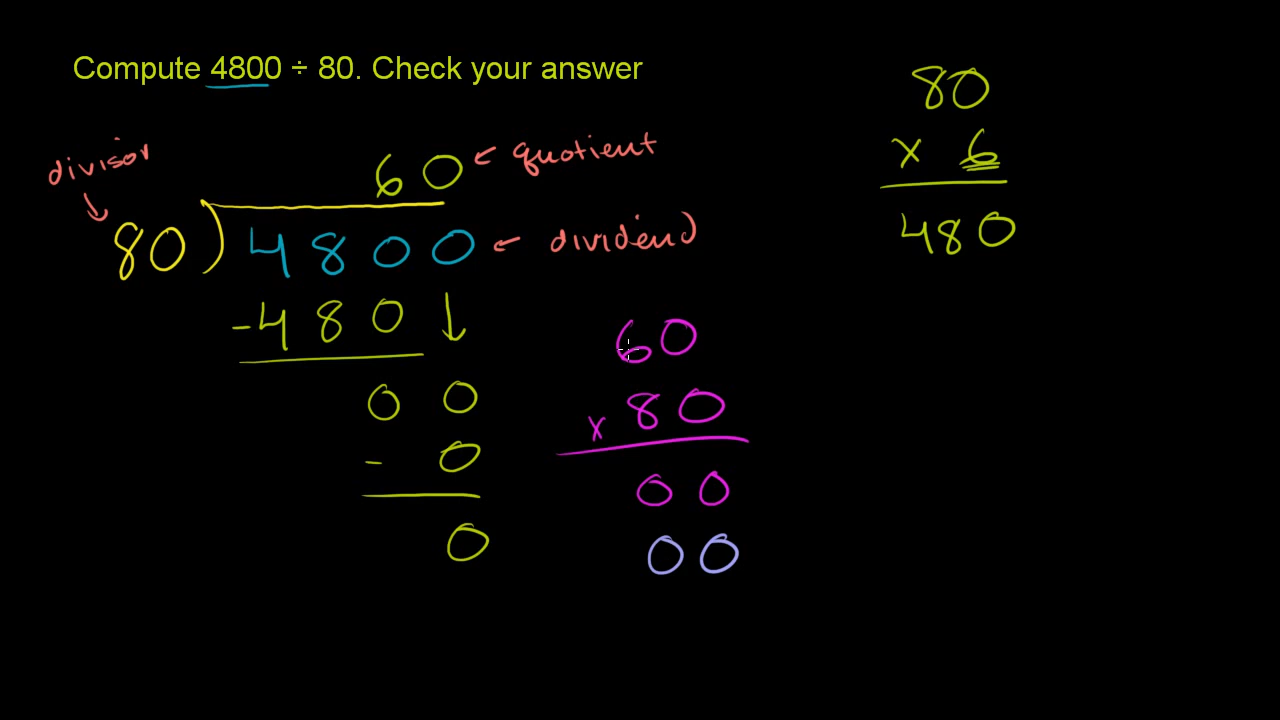 Compute 4800 ÷ 80. Check your answer
divisor
60 ← quotient
80)4800 ← dividend
-480↓
00
- 0
0
80
x 6
480
60
x 80
00
00